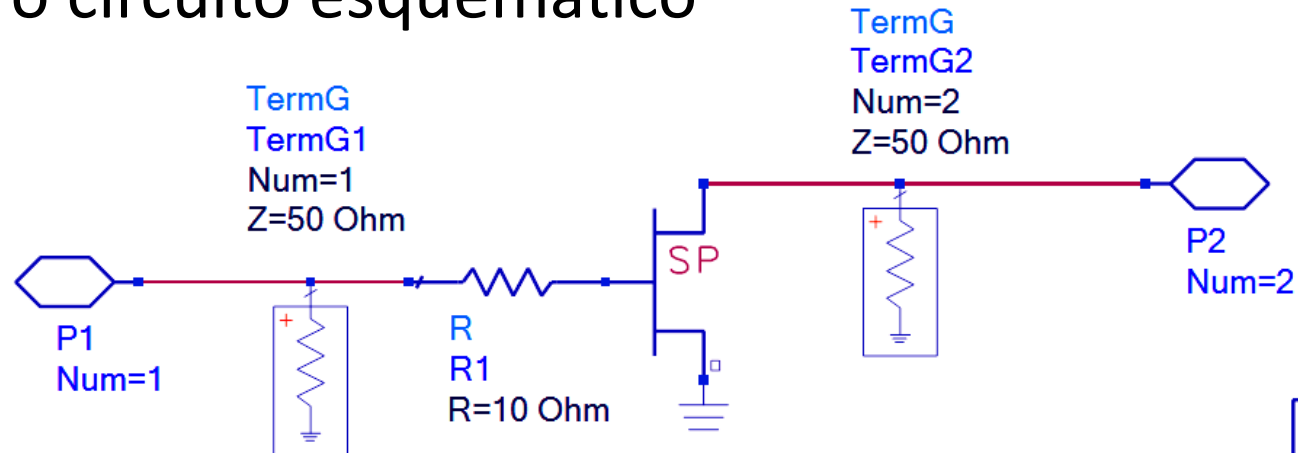 o circuito esquemático
TermG
TermG1
Num=1
Z=50 Ohm
TermG
TermG2
Num=2
Z=50 Ohm
P1
Num=1
+
R
R1
R=10 Ohm
SP
+
P2
Num=2